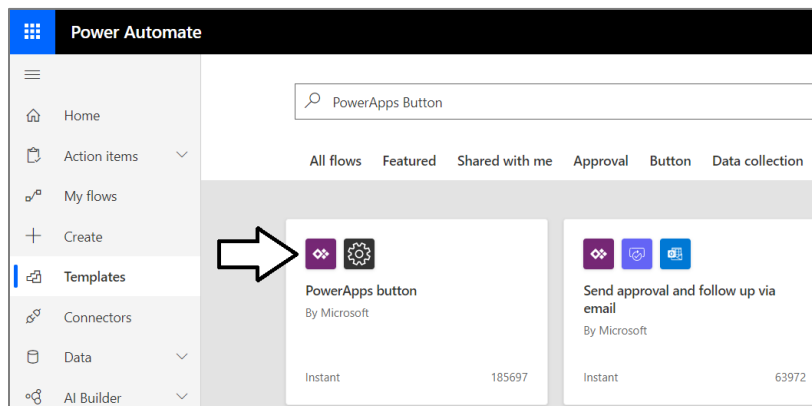 Power Automate
Home
Action items
My flows
Create
Templates
Connectors
Data
AI Builder
PowerApps Button
All flows Featured Shared with me Approval Button Data collection
PowerApps button
By Microsoft
Instant 185697
Send approval and follow up via
email
By Microsoft
Instant 63972